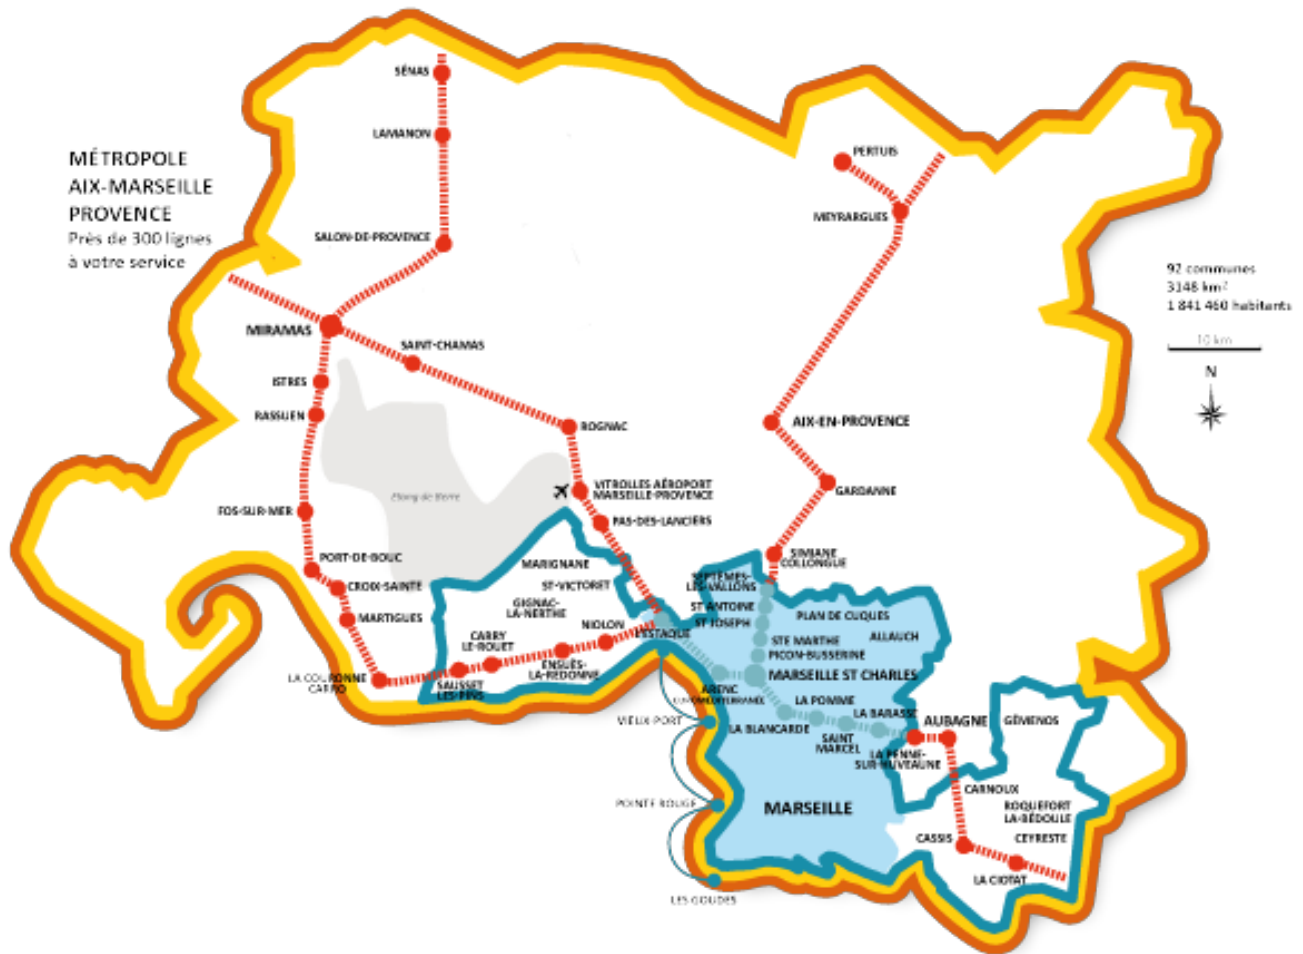 SÉNAS
LAMANON
MÉTROPOLE
AIX-MARSEILLE
PROVENCE
Près de 300 lignes
à votre service
SALON-DE-PROVENCE
PERTUIS
MEYRARGUES
92 communes
3148 km²
1 841 460 habitants
10 km
N
MIRAMAS
SAINT-CHAMAS
ISTRES
RASSUEN
ROGNAC
AIX-EN-PROVENCE
Etang de Berre
VITROLLES AÉROPORT
MARSEILLE-PROVENCE
GARDANNE
FOS-SUR-MER
PAS-DES-LANCIERS
PORT-DE-BOUC
CROIX-SAINTE
MARTIGUES
MARIGNANE
ST-VICTORET
GIGNAC-
LA-NERTHE
SIMIANE
COLLONGUE
SEPTÈMES-
LES-VALLONS
ST ANTOINE
ST JOSEPH
PLAN DE CUQUES
ALLAUCH
NIOLON
L'ESTAQUE
CARRY
LE-ROUET
STE MARTHE
PICON-BUSSERINE
ENSUÈS-
LA-REDONNE
LA COURONNE
CARRO
SAUSSET
LES-PINS
MARSEILLE ST CHARLES
ARENC
VIEUX-PORT
LA POMME
LA BARASSE
LA BLANCARDE
SAINT
MARCEL
AUBAGNE
GÉMENOS
LA PENNE-
SUR-HUVEAUNE
CARNOUX
ROQUEFORT
LA-BÉDOULE
POINTE ROUGE
MARSEILLE
CASSIS
CEYRESTE
LA CIOTAT
LES GOUDES